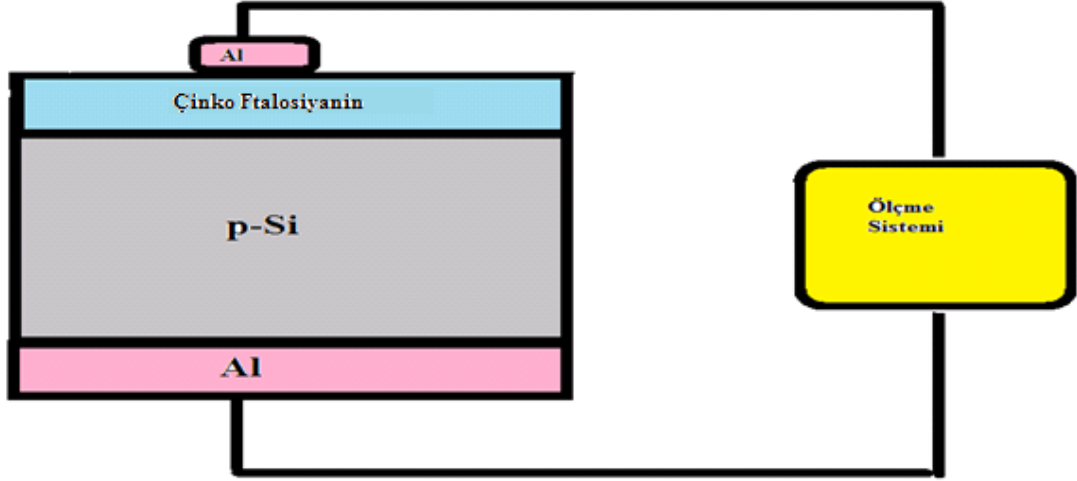 Al
Çinko Ftalosiyanin
p-Si
Ölçme
Sistemi
Al